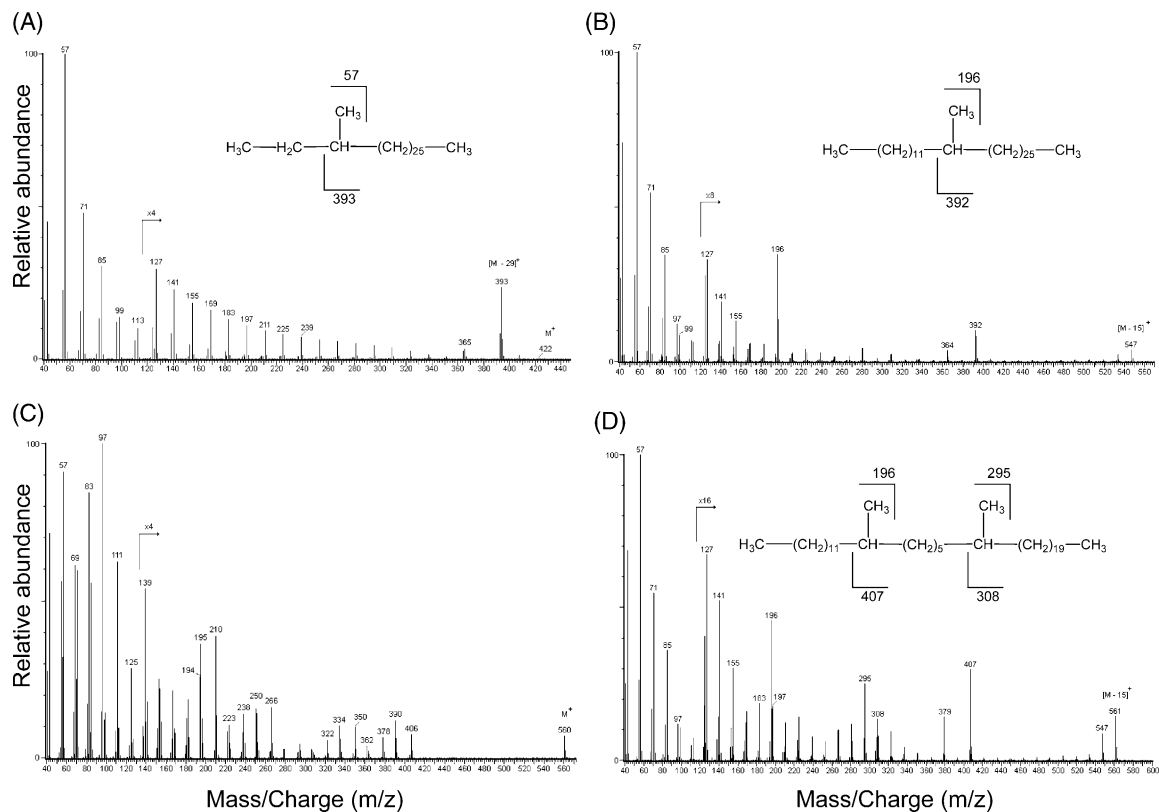 (A)
Relative abundance
100
0
57
71
85
99
113
x4
127
141
155
169
183
197
211
225
239
365
[M - 29]+
393
M+
422
57
CH3
H3C—H2C—CH—(CH2)25—CH3
393
40 60 80 100 120 140 160 180 200 220 240 260 280 300 320 340 360 380 400 420 440
(B)
100
0
57
71
85
97
99
x8
127
141
155
196
364
392
[M - 15]+
547
196
CH3
H3C—(CH2)11—CH—(CH2)25—CH3
392
40 60 80 100 120 140 160 180 200 220 240 260 280 300 320 340 360 380 400 420 440 460 480 500 520 540 560
(C)
Relative abundance
100
0
57
69
83
97
111
125
x4
139
194
195
210
223
238
250
266
322
334
350
362
378
390
406
M+
560
40 60 80 100 120 140 160 180 200 220 240 260 280 300 320 340 360 380 400 420 440 460 480 500 520 540 560
Mass/Charge (m/z)
(D)
100
0
57
71
85
97
x16
127
141
155
183
196
197
295
308
379
407
547
[M - 15]+
561
196
295
CH3
CH3
H3C—(CH2)11—CH—(CH2)5—CH—(CH2)19—CH3
407
308
40 60 80 100 120 140 160 180 200 220 240 260 280 300 320 340 360 380 400 420 440 460 480 500 520 540 560 580 600
Mass/Charge (m/z)